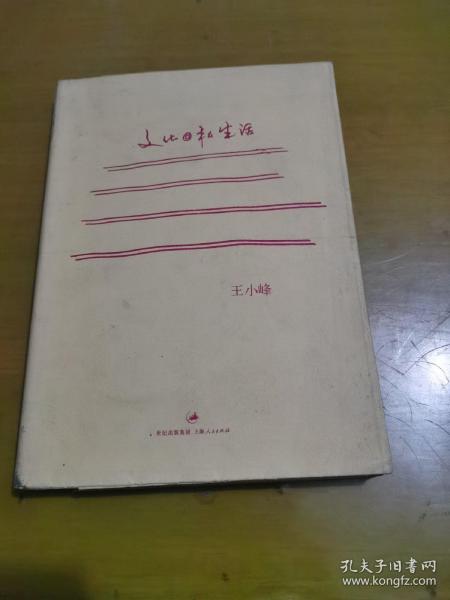 文化@私生活
王小峰
世纪出版集团 上海人民出版社
孔夫子旧书网
www.kongfz.com